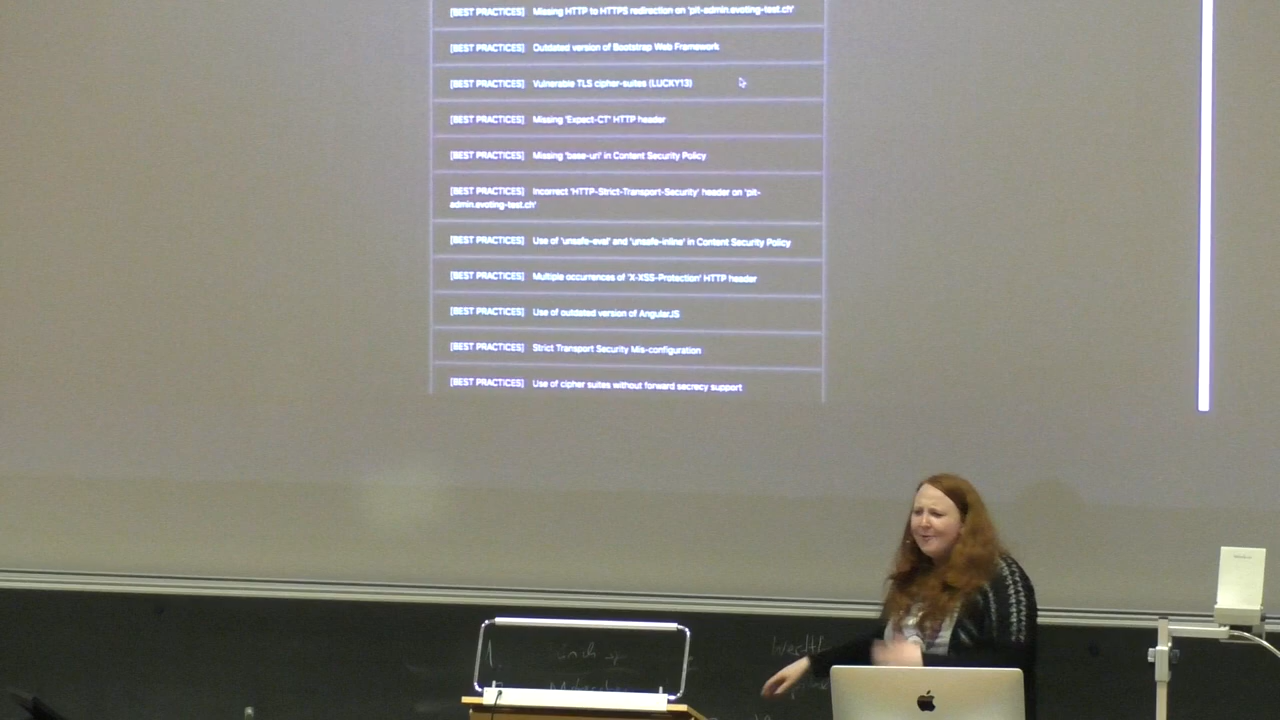 [BEST PRACTICES] Missing HTTP to HTTPS redirection on 'pit-admin.evoting-test.ch'
[BEST PRACTICES] Outdated version of Bootstrap Web Framework
[BEST PRACTICES] Vulnerable TLS cipher-suites (LUCKY13)
[BEST PRACTICES] Missing 'Expect-CT' HTTP header
[BEST PRACTICES] Missing 'base-uri' in Content Security Policy
[BEST PRACTICES] Incorrect 'HTTP-Strict-Transport-Security' header on 'pit-
admin.evoting-test.ch'
[BEST PRACTICES] Use of 'unsafe-eval' and 'unsafe-inline' in Content Security Policy
[BEST PRACTICES] Multiple occurrences of 'X-XSS-Protection' HTTP header
[BEST PRACTICES] Use of outdated version of AngularJS
[BEST PRACTICES] Strict Transport Security Mis-configuration
[BEST PRACTICES] Use of cipher suites without forward secrecy support